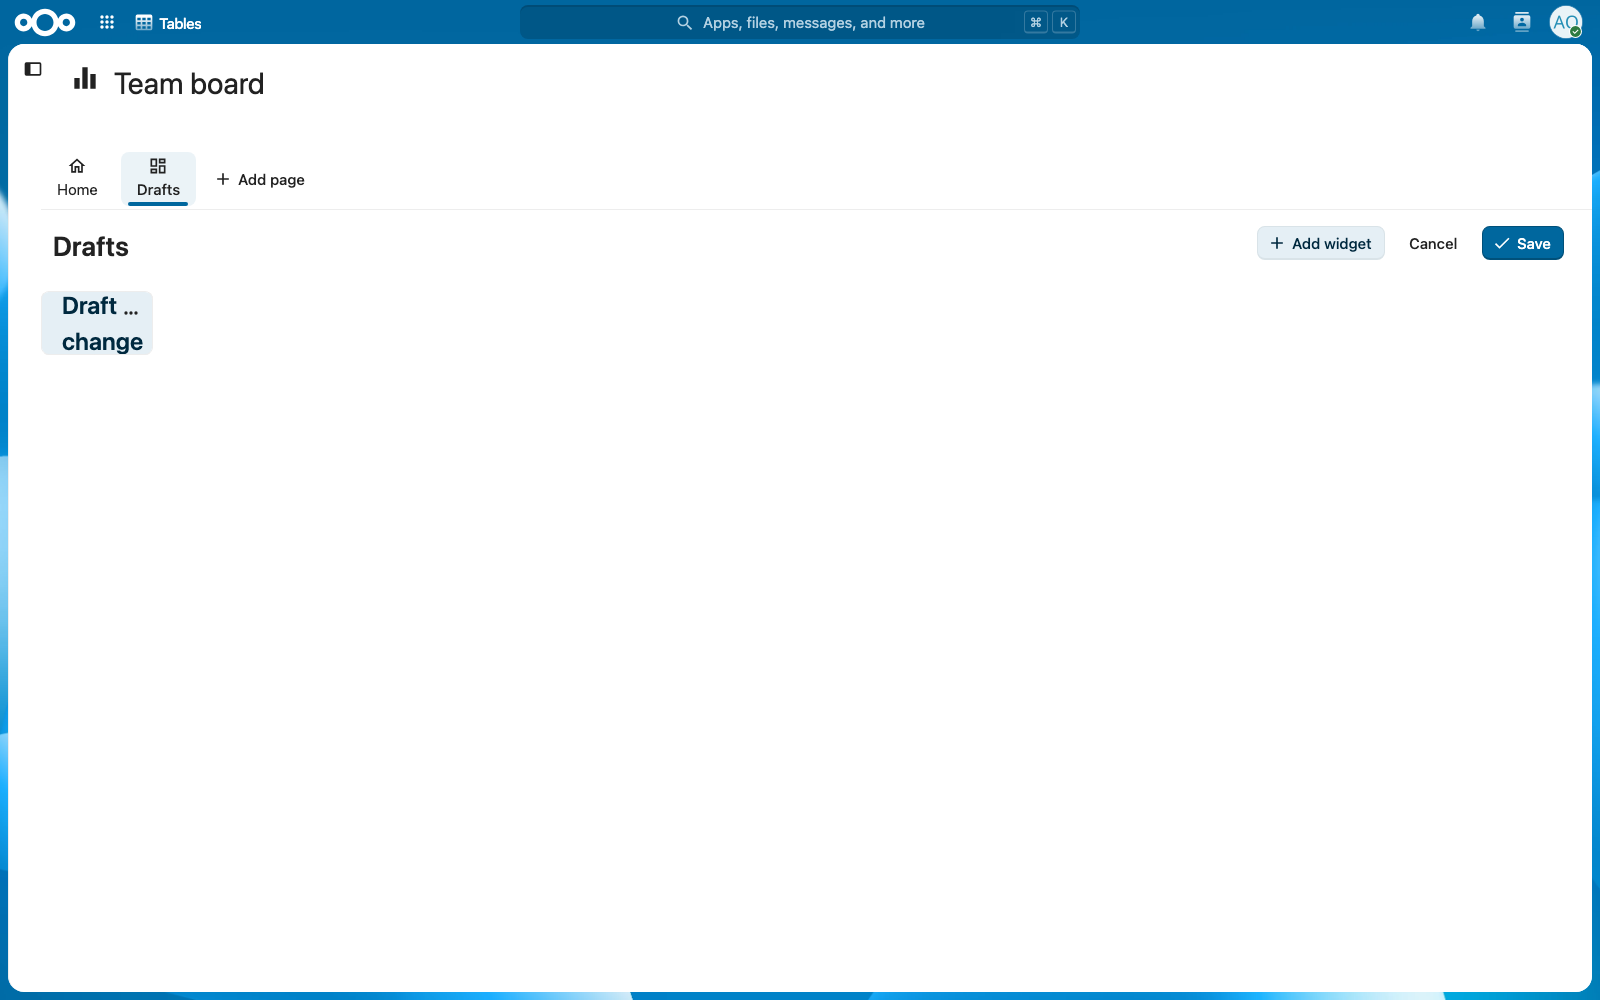 Tables
Apps, files, messages, and more
⌘ K
AO
Team board
Home
Drafts
+ Add page
Drafts
+ Add widget
Cancel
Save
Draft ...
change